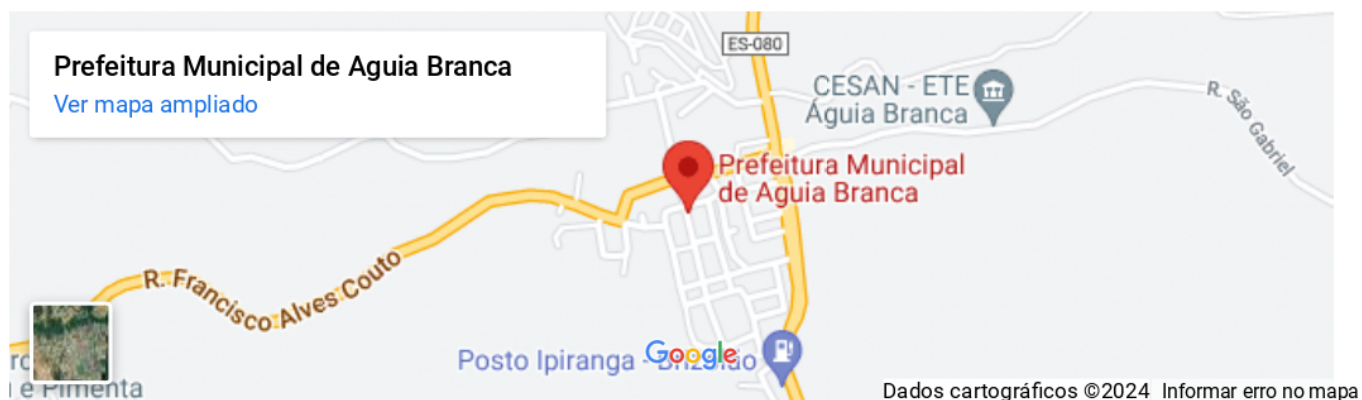 Prefeitura Municipal de Aguia Branca
Ver mapa ampliado
ES-080
CESAN - ETE
Águia Branca
R. São Gabriel
Prefeitura Municipal
de Aguia Branca
R. Francisco Alves Couto
Posto Ipiranga -
Google
e Pimenta
Dados cartográficos ©2024 Informar erro no mapa